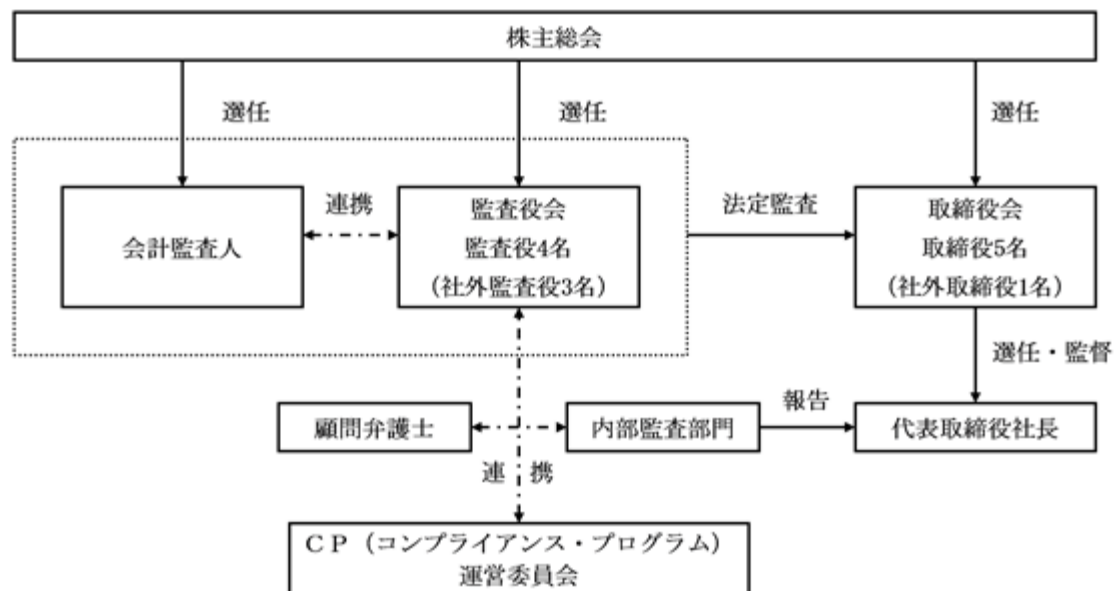 株主総会
選任
選任
選任
会計監査人
連携
監査役会
監査役4名
（社外監査役3名）
法定監査
取締役会
取締役5名
（社外取締役1名）
選任・監督
顧問弁護士
内部監査部門
報告
代表取締役社長
連 携
ＣＰ（コンプライアンス・プログラム）
運営委員会